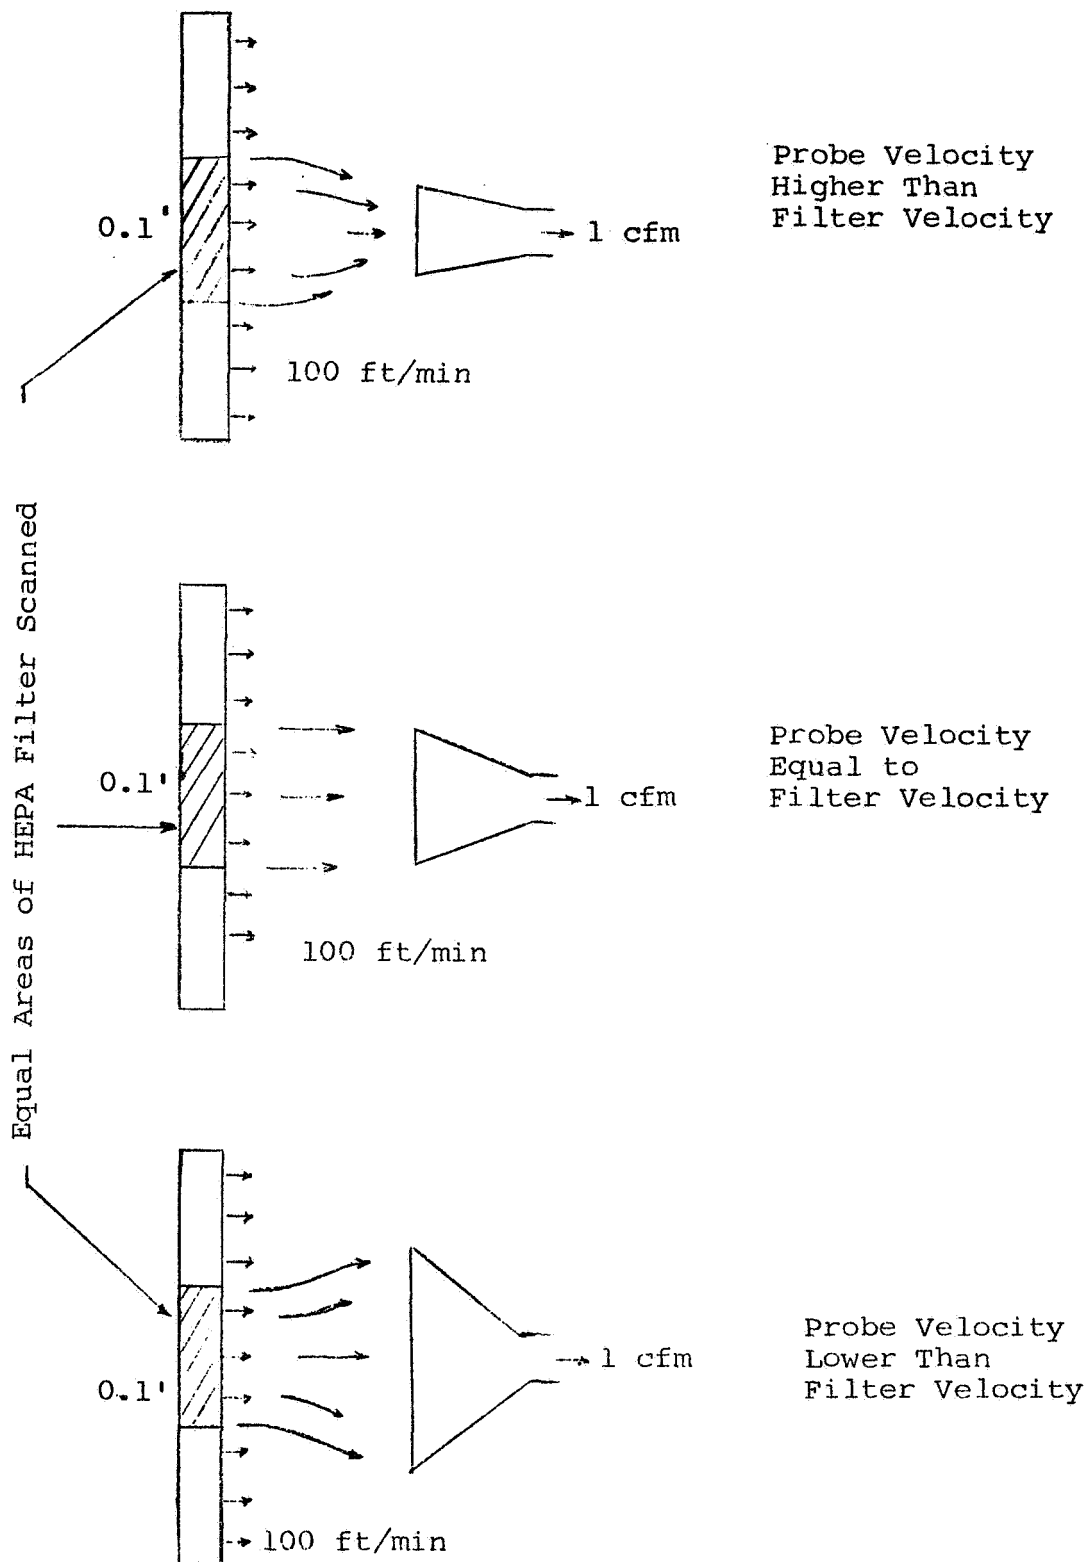 Probe Velocity
Higher Than
Filter Velocity
0.1'
1 cfm
100 ft/min
Equal Areas of HEPA Filter Scanned
Probe Velocity
Equal to
Filter Velocity
0.1'
1 cfm
100 ft/min
Probe Velocity
Lower Than
Filter Velocity
0.1'
1 cfm
100 ft/min